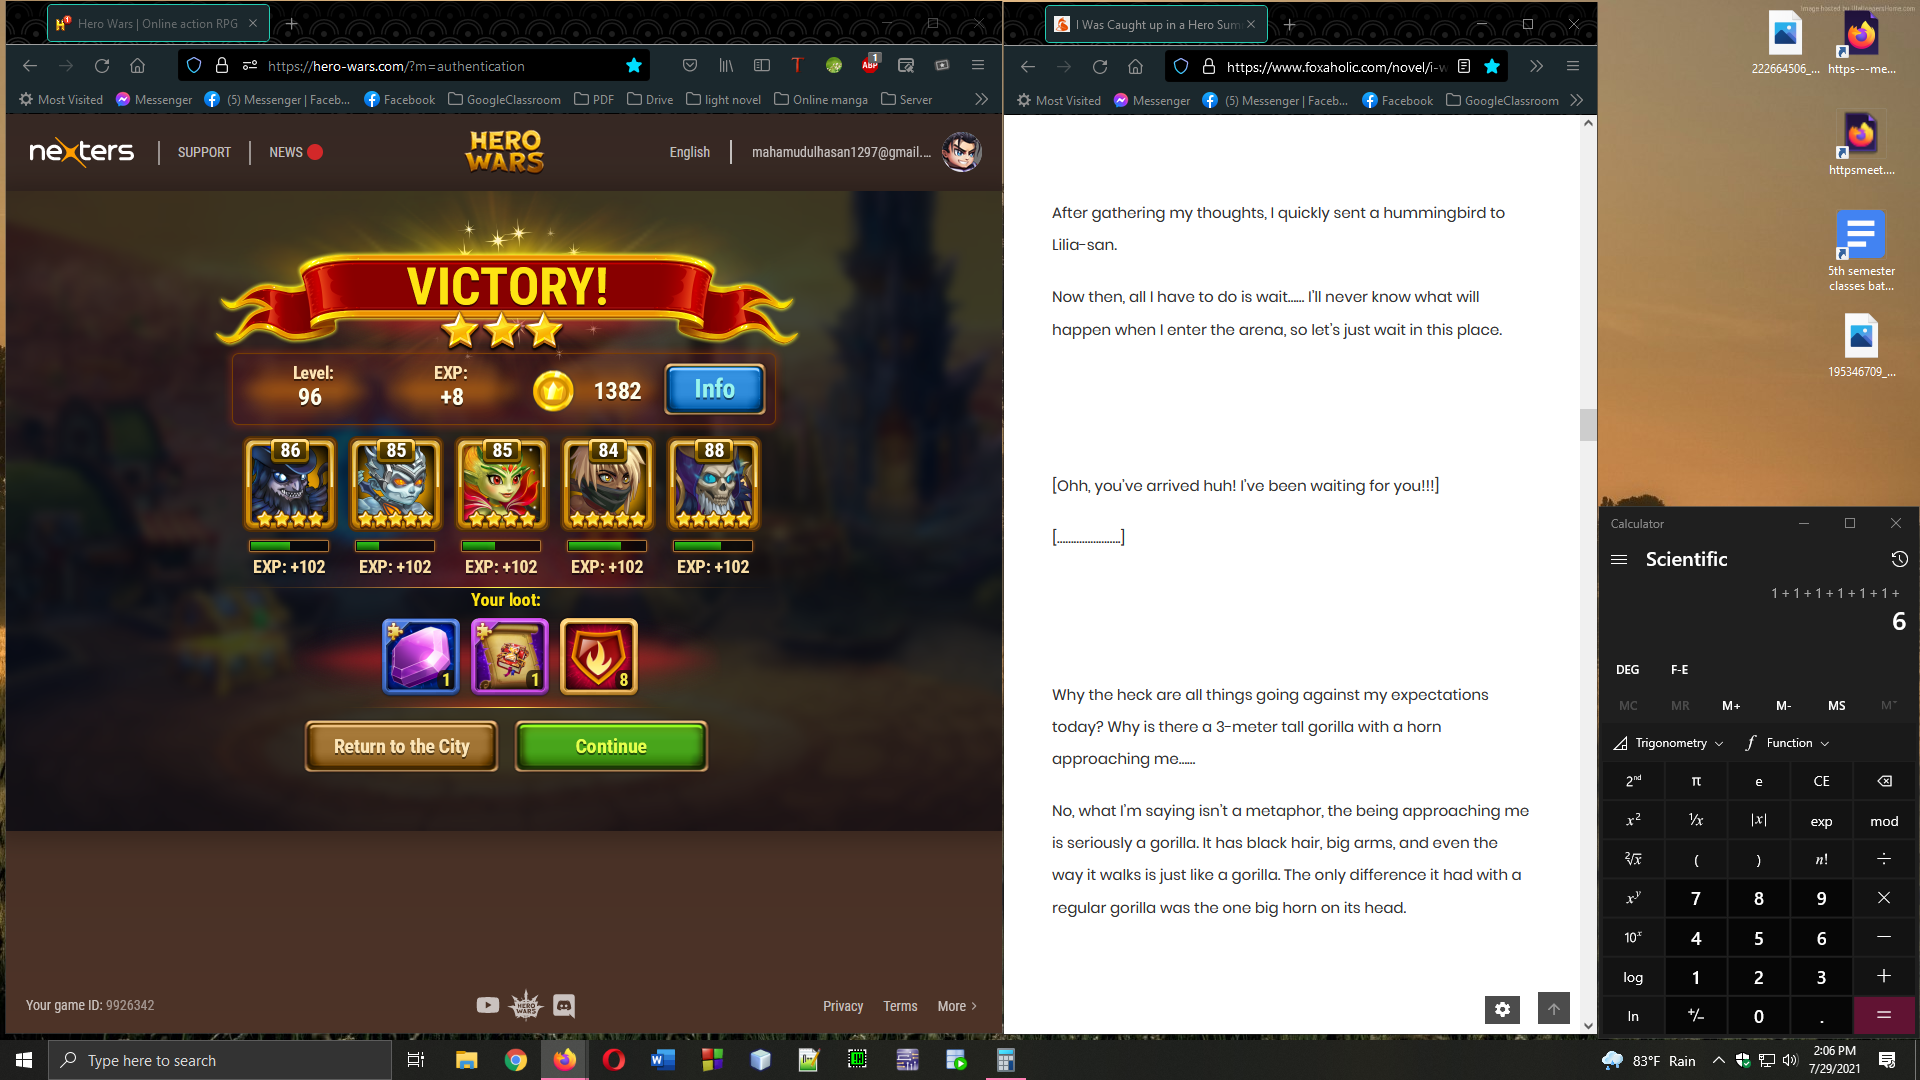 Hero Wars | Online action RPG
https://hero-wars.com/?m=authentication
Most Visited
Messenger
(5) Messenger | Faceb...
Facebook
GoogleClassroom
PDF
Drive
light novel
Online manga
Server
nexters
SUPPORT
NEWS
HERO
WARS
English
mahamudulhasan1297@gmail....
VICTORY!
Level:
96
EXP:
+8
1382
Info
86
85
85
84
88
EXP: +102
EXP: +102
EXP: +102
EXP: +102
EXP: +102
Your loot:
1
1
8
Return to the City
Continue
Your game ID: 9926342
HERO
WARS
Privacy
Terms
More
I Was Caught up in a Hero Sum
https://www.foxaholic.com/novel/i-w
Most Visited
Messenger
(5) Messenger | Faceb...
Facebook
GoogleClassroom
After gathering my thoughts, I quickly sent a hummingbird to
Lilia-san.
Now then, all I have to do is wait...... I'll never know what will
happen when I enter the arena, so let's just wait in this place.
[Ohh, you've arrived huh! I've been waiting for you!!!]
[.......................]
Why the heck are all things going against my expectations
today? Why is there a 3-meter tall gorilla with a horn
approaching me......
No, what I'm saying isn't a metaphor, the being approaching me
is seriously a gorilla. It has black hair, big arms, and even the
way it walks is just like a gorilla. The only difference it had with a
regular gorilla was the one big horn on its head.
222664506_...
https---me...
httpsmeet....
5th semester
classes bat...
195346709_...
Calculator
Scientific
1 + 1 + 1 + 1 + 1 + 1 +
6
DEG
F-E
MC
MR
M+
M-
MS
M˅
Trigonometry
Function
2nd
π
e
CE
x²
¹/x
|x|
exp
mod
²√x
(
)
n!
÷
xʸ
7
8
9
×
10ˣ
4
5
6
−
log
1
2
3
+
ln
+/−
0
.
=
Type here to search
83°F Rain
2:06 PM
7/29/2021